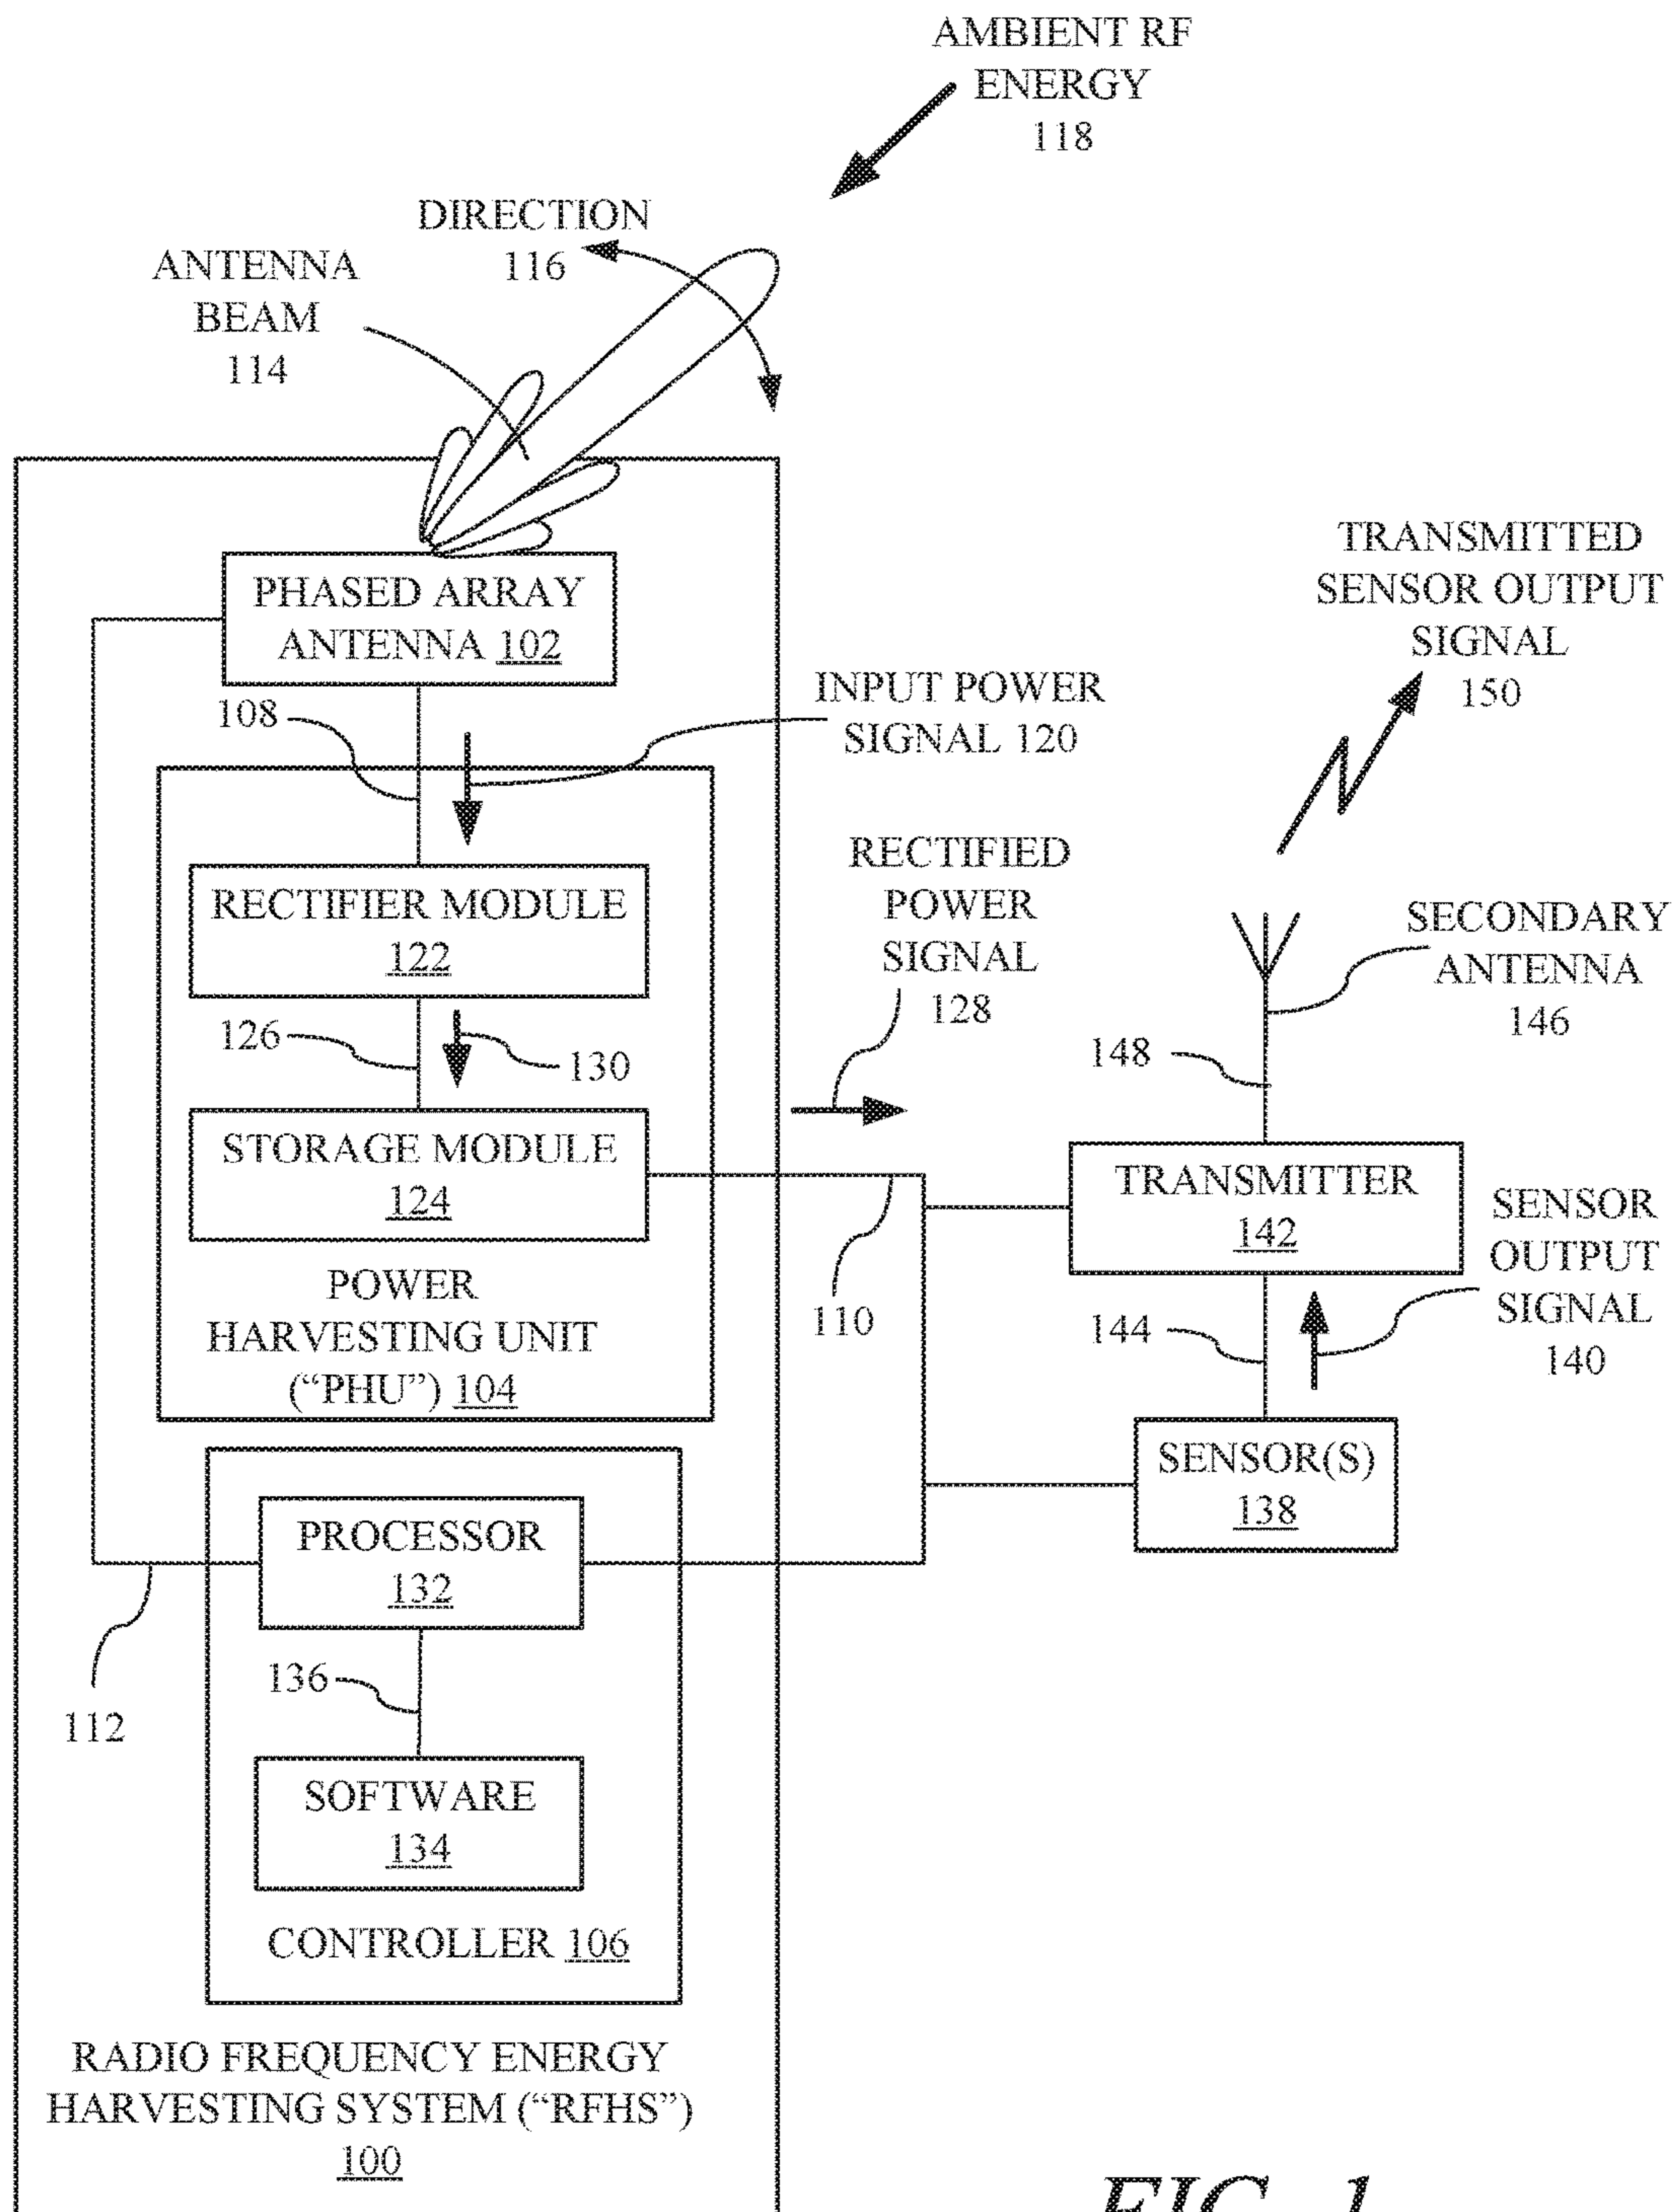 AMBIENT RF
ENERGY
118
DIRECTION
116
ANTENNA
BEAM
114
PHASED ARRAY
ANTENNA 102
108
INPUT POWER
SIGNAL 120
TRANSMITTED
SENSOR OUTPUT
SIGNAL
150
RECTIFIER MODULE
122
RECTIFIED
POWER
SIGNAL
128
SECONDARY
ANTENNA
146
126
130
148
STORAGE MODULE
124
TRANSMITTER
142
SENSOR
OUTPUT
SIGNAL
140
POWER
HARVESTING UNIT
(“PHU”) 104
110
144
SENSOR(S)
138
PROCESSOR
132
136
112
SOFTWARE
134
CONTROLLER 106
RADIO FREQUENCY ENERGY
HARVESTING SYSTEM (“RFHS”)
100
FIG. 1